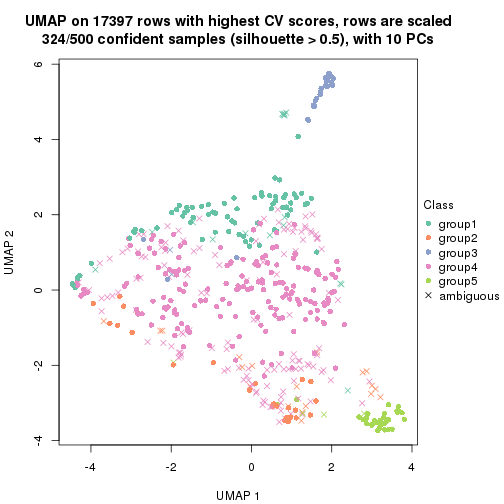 UMAP on 17397 rows with highest CV scores, rows are scaled
324/500 confident samples (silhouette > 0.5), with 10 PCs
6
4
2
0
-2
-4
UMAP 2
-4
-2
0
2
4
UMAP 1
Class
group1
group2
group3
group4
group5
ambiguous